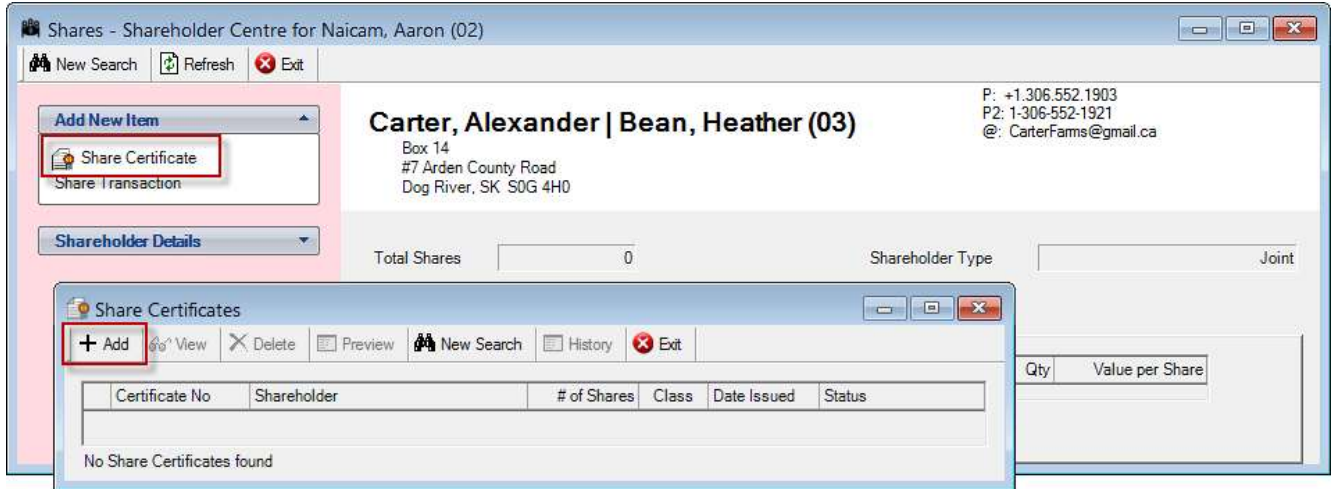 Shares - Shareholder Centre for Naicam, Aaron (02)
New Search Refresh Exit
Add New Item
Share Certificate
Share Transaction
Shareholder Details
Carter, Alexander | Bean, Heather (03)
Box 14
#7 Arden County Road
Dog River, SK S0G 4H0
P: +1.306.552.1903
P2: 1-306-552-1921
@: CarterFarms@gmail.ca
Total Shares 0 Shareholder Type Joint
Qty Value per Share
Share Certificates
Add View Delete Preview New Search History Exit
Certificate No Shareholder # of Shares Class Date Issued Status
No Share Certificates found